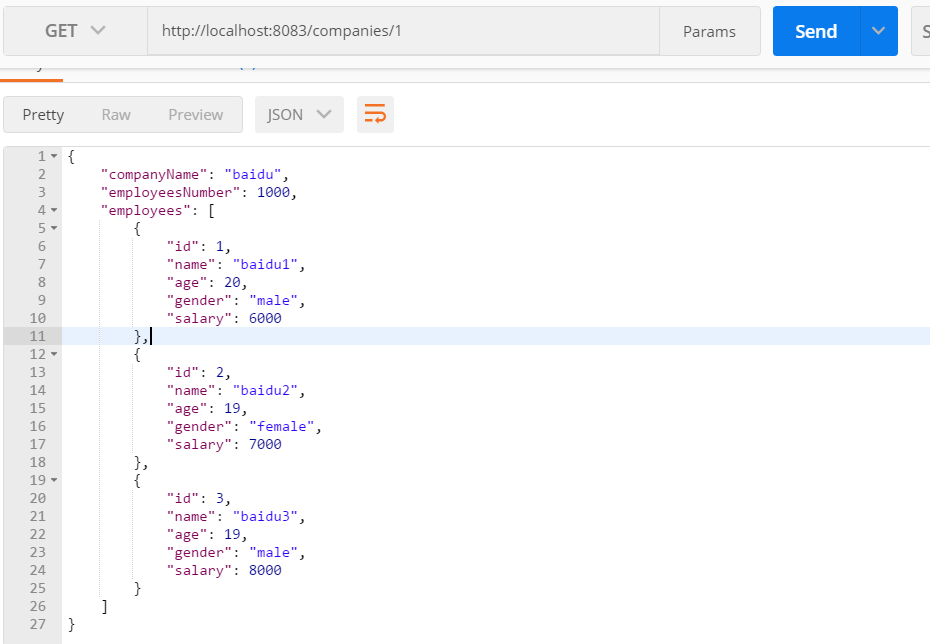 GET http://localhost:8083/companies/1 Params Send
Pretty Raw Preview JSON
1 {
2 "companyName": "baidu",
3 "employeesNumber": 1000,
4 "employees": [
5 {
6 "id": 1,
7 "name": "baidu1",
8 "age": 20,
9 "gender": "male",
10 "salary": 6000
11 },
12 {
13 "id": 2,
14 "name": "baidu2",
15 "age": 19,
16 "gender": "female",
17 "salary": 7000
18 },
19 {
20 "id": 3,
21 "name": "baidu3",
22 "age": 19,
23 "gender": "male",
24 "salary": 8000
25 }
26 ]
27 }